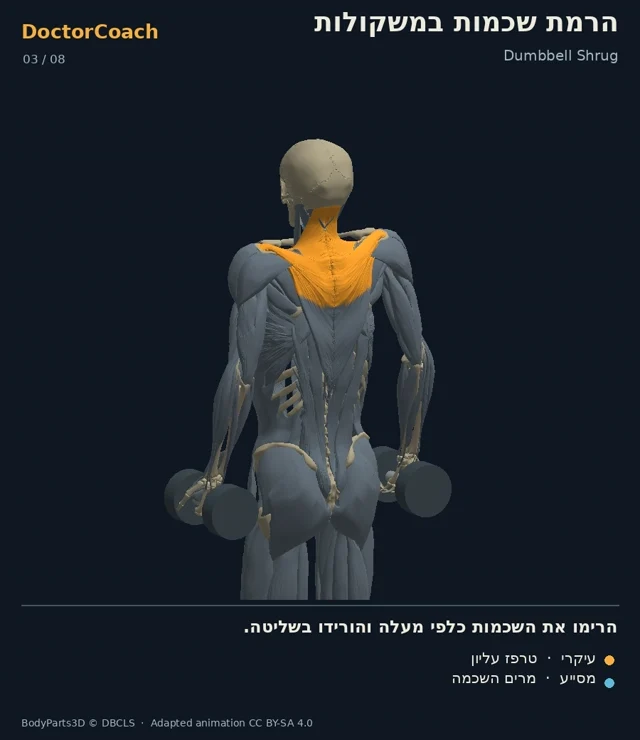 DoctorCoach
הרמת שכמות במשקולות
03 / 08
Dumbbell Shrug
הרימו את השכמות כלפי מעלה והורידו בשליטה.
עיקרי · טרפז עליון
מסייע · מרים השכמה
BodyParts3D © DBCLS · Adapted animation CC BY-SA 4.0